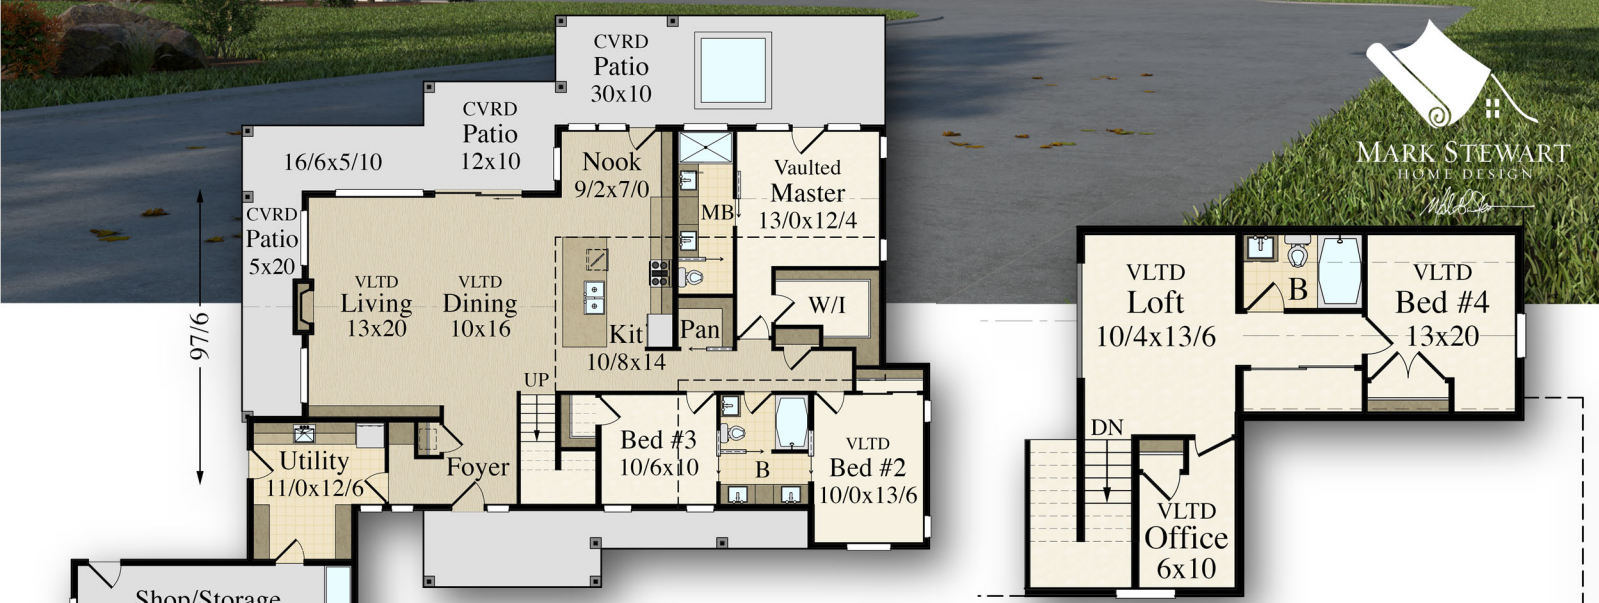 CVRD
Patio
30x10
CVRD
Patio
12x10
16/6x5/10
CVRD
Patio
5x20
Nook
9/2x7/0
MB
Vaulted
Master
13/0x12/4
VLTD
Living
13x20
VLTD
Dining
10x16
Kit
10/8x14
Pan
W/I
97/6
UP
Utility
11/0x12/6
Foyer
Bed #3
10/6x10
B
VLTD
Bed #2
10/0x13/6
Shop/Storage
MARK STEWART
HOME DESIGN
VLTD
Loft
10/4x13/6
B
VLTD
Bed #4
13x20
DN
VLTD
Office
6x10